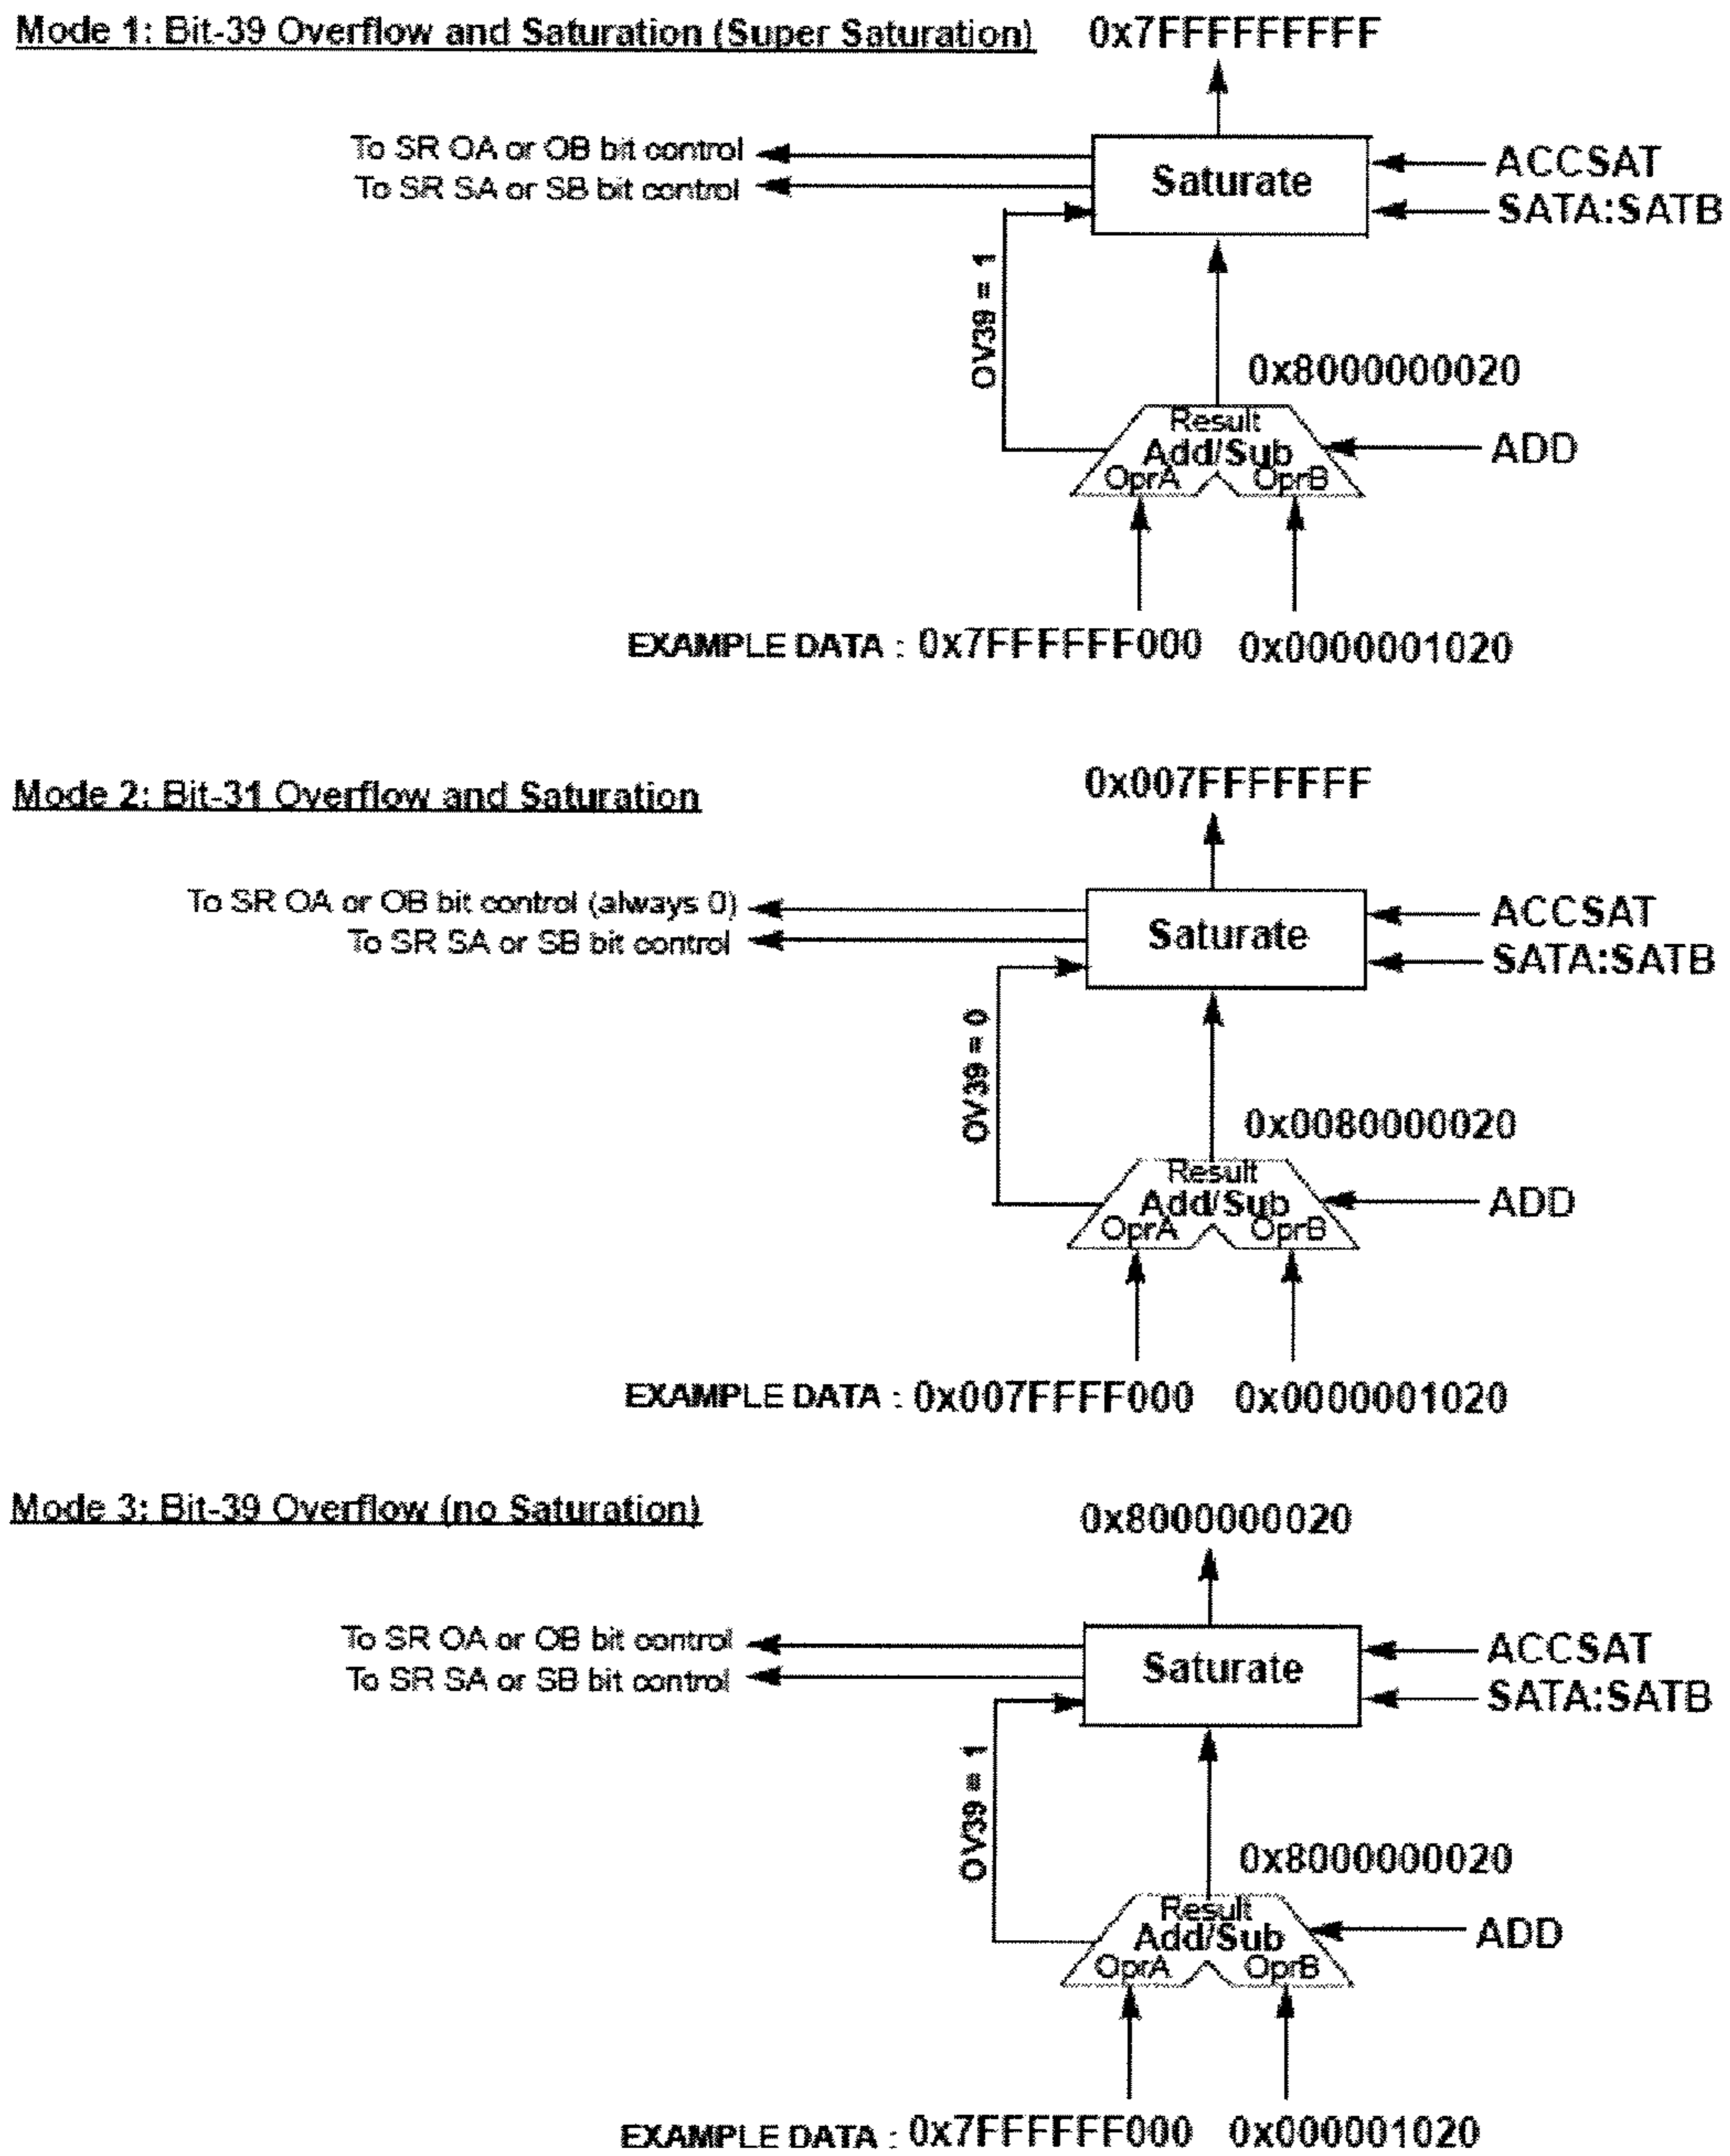 Mode 1: Bit-39 Overflow and Saturation (Super Saturation)
0x7FFFFFFFFF
To SR OA or OB bit control
To SR SA or SB bit control
Saturate
ACCSAT
SATA:SATB
OV39 = 1
0x8000000020
Result
Add/Sub
OprA
OprB
ADD
EXAMPLE DATA : 0x7FFFFFF000 0x0000001020
Mode 2: Bit-31 Overflow and Saturation
0x007FFFFFFF
To SR OA or OB bit control (always 0)
To SR SA or SB bit control
Saturate
ACCSAT
SATA:SATB
OV39 = 0
0x0080000020
Result
Add/Sub
OprA
OprB
ADD
EXAMPLE DATA : 0x007FFFF000 0x0000001020
Mode 3: Bit-39 Overflow (no Saturation)
0x8000000020
To SR OA or OB bit control
To SR SA or SB bit control
Saturate
ACCSAT
SATA:SATB
OV39 = 1
0x8000000020
Result
Add/Sub
OprA
OprB
ADD
EXAMPLE DATA : 0x7FFFFFF000 0x000001020